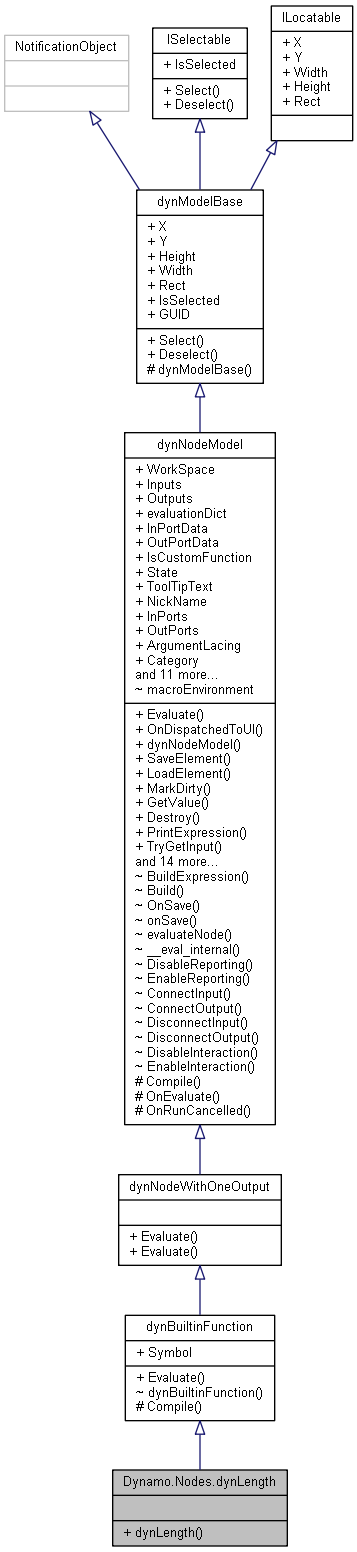 NotificationObject
ISelectable
+ IsSelected
+ Select()
+ Deselect()
ILocatable
+ X
+ Y
+ Width
+ Height
+ Rect
dynModelBase
+ X
+ Y
+ Height
+ Width
+ Rect
+ IsSelected
+ GUID
+ Select()
+ Deselect()
# dynModelBase()
dynNodeModel
+ WorkSpace
+ Inputs
+ Outputs
+ evaluationDict
+ InPortData
+ OutPortData
+ IsCustomFunction
+ State
+ ToolTipText
+ NickName
+ InPorts
+ OutPorts
+ ArgumentLacing
+ Category
and 11 more...
~ macroEnvironment
+ Evaluate()
+ OnDispatchedToUI()
+ dynNodeModel()
+ SaveElement()
+ LoadElement()
+ MarkDirty()
+ GetValue()
+ Destroy()
+ PrintExpression()
+ TryGetInput()
and 14 more...
~ BuildExpression()
~ Build()
~ OnSave()
~ onSave()
~ evaluateNode()
~ __eval_internal()
~ DisableReporting()
~ EnableReporting()
~ ConnectInput()
~ ConnectOutput()
~ DisconnectInput()
~ DisconnectOutput()
~ DisableInteraction()
~ EnableInteraction()
# Compile()
# OnEvaluate()
# OnRunCancelled()
dynNodeWithOneOutput
+ Evaluate()
+ Evaluate()
dynBuiltinFunction
+ Symbol
+ Evaluate()
~ dynBuiltinFunction()
# Compile()
Dynamo.Nodes.dynLength
+ dynLength()